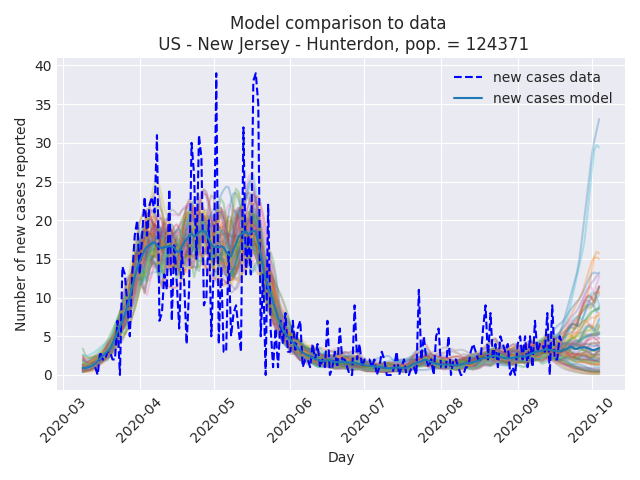 Model comparison to data
US - New Jersey - Hunterdon, pop. = 124371
new cases data
new cases model
Number of new cases reported
40
35
30
25
20
15
10
5
0
2020-03
2020-04
2020-05
2020-06
2020-07
2020-08
2020-09
2020-10
Day